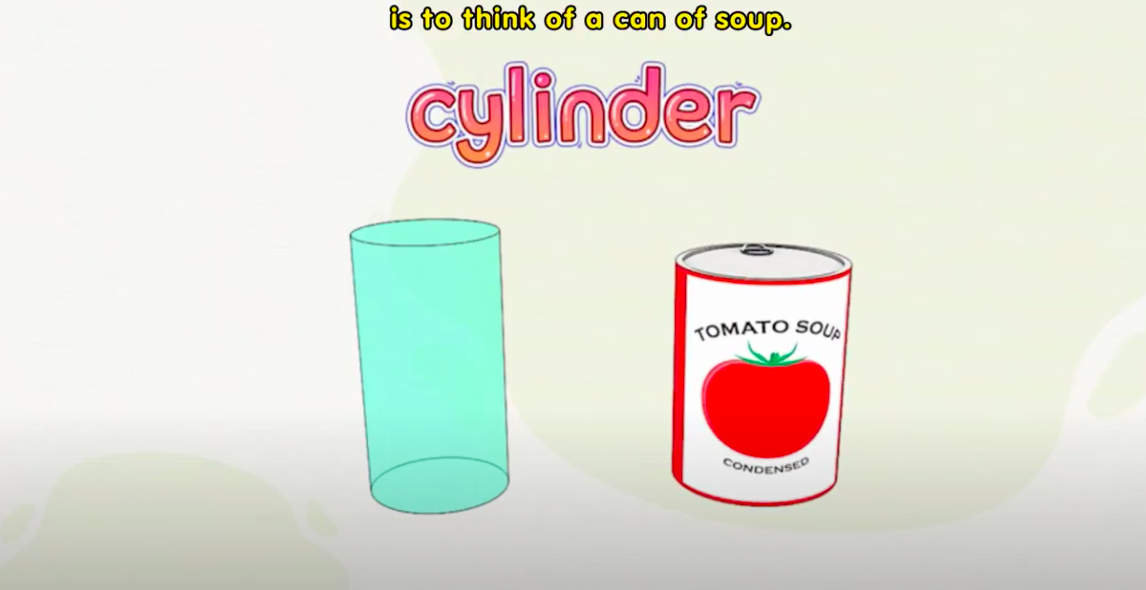 is to think of a can of soup.
cylinder
TOMATO SOUP
CONDENSED